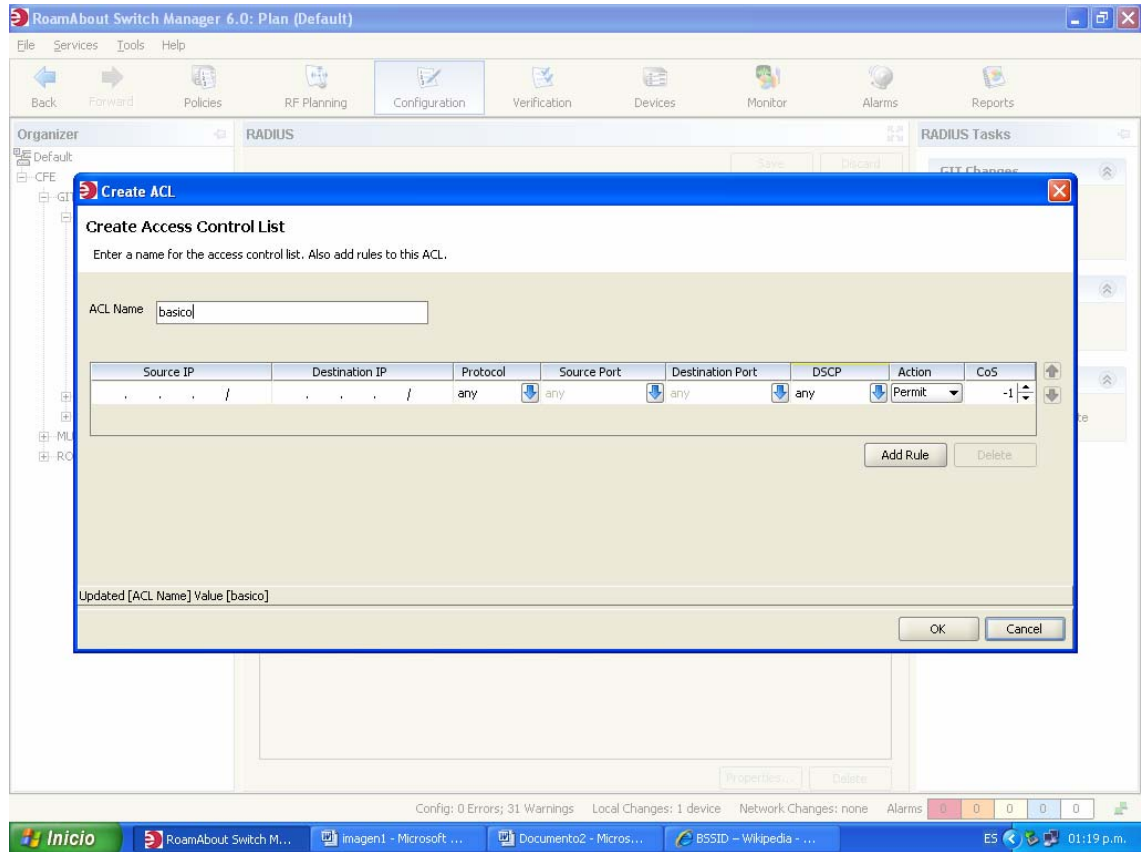 RoamAbout Switch Manager 6.0: Plan (Default)
File Services Tools Help
Back Forward Policies RF Planning Configuration Verification Devices Monitor Alarms Reports
Organizer
RADIUS
RADIUS Tasks
Default
Save Discard
CFE
GIT Changes
GIT
Create ACL
Create Access Control List
Enter a name for the access control list. Also add rules to this ACL.
ACL Name basico
Source IP Destination IP Protocol Source Port Destination Port DSCP Action CoS
. . . / . . . / any any any any Permit -1
MU
RO
Add Rule Delete
Updated [ACL Name] Value [basico]
OK Cancel
Properties... Delete
Config: 0 Errors; 31 Warnings Local Changes: 1 device Network Changes: none Alarms 0 0 0 0 0
Inicio RoamAbout Switch M... imagen1 - Microsoft ... Documento2 - Micros... BSSID – Wikipedia - ... ES 01:19 p.m.